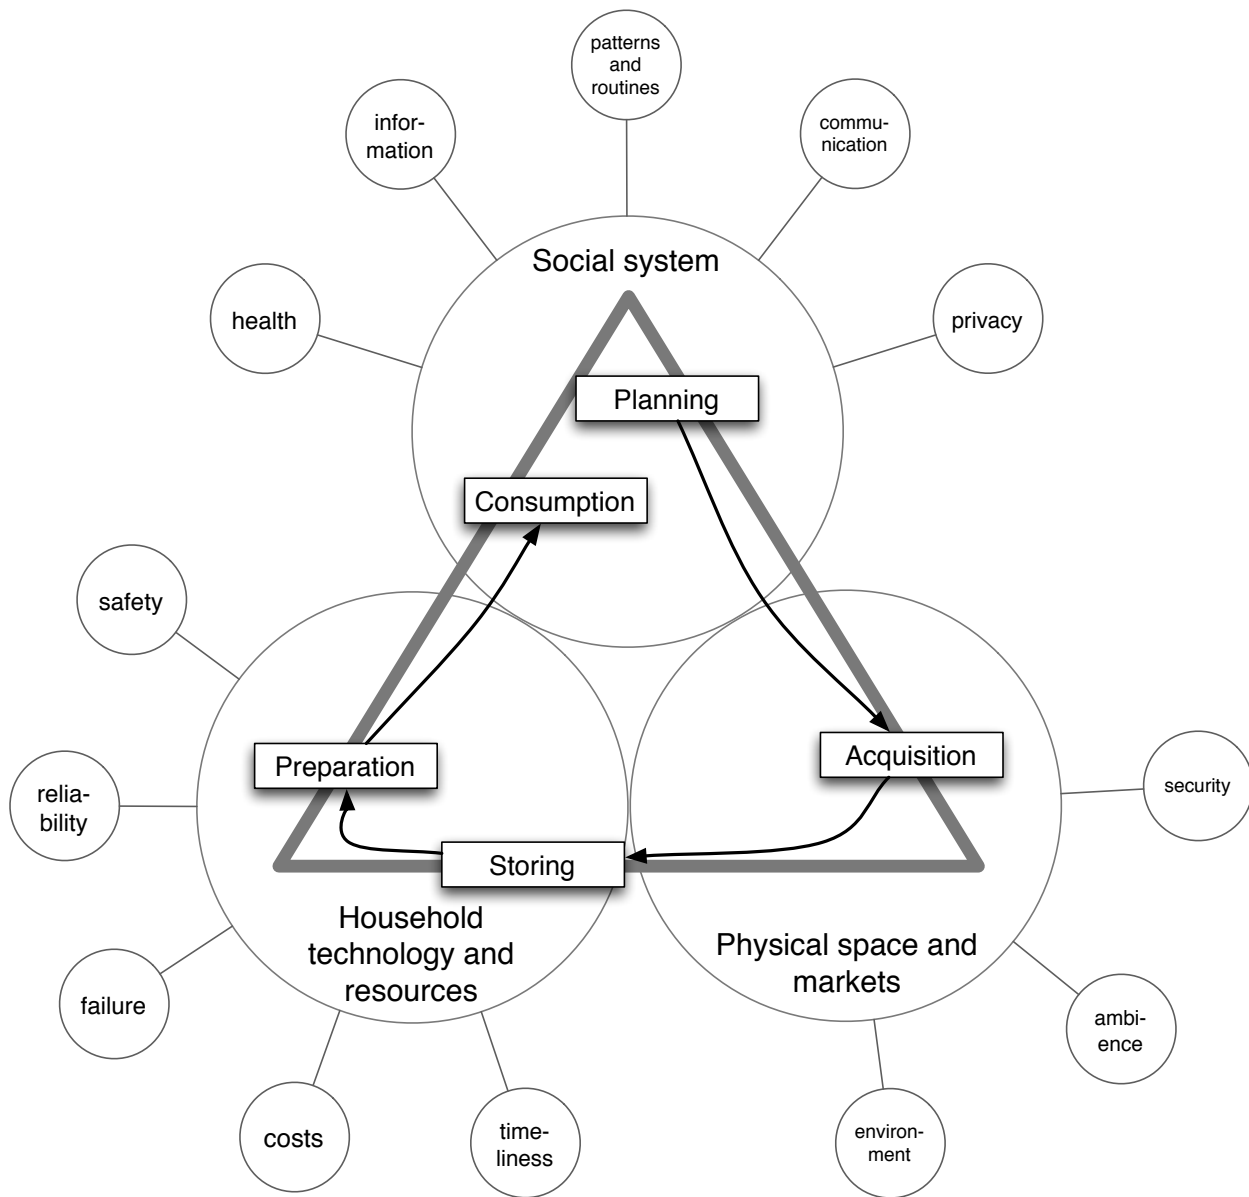 patterns
and
routines
infor-
mation
commu-
nication
Social system
health
privacy
Planning
Consumption
safety
Preparation
Acquisition
relia-
bility
security
Storing
Household
technology and
resources
Physical space and
markets
failure
ambi-
ence
costs
time-
liness
environ-
ment